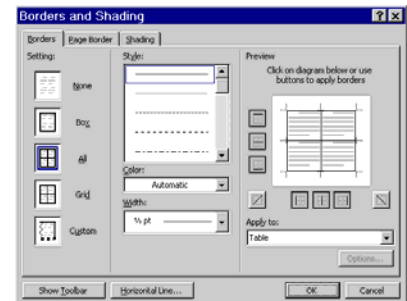 Borders and Shading
Borders
Page Border
Shading
Setting:
None
Box
All
Grid
Custom
Style:
Color:
Automatic
Width:
½ pt
Preview
Click on diagram below or use
buttons to apply borders
Apply to:
Table
Options...
Show Toolbar
Horizontal Line...
OK
Cancel